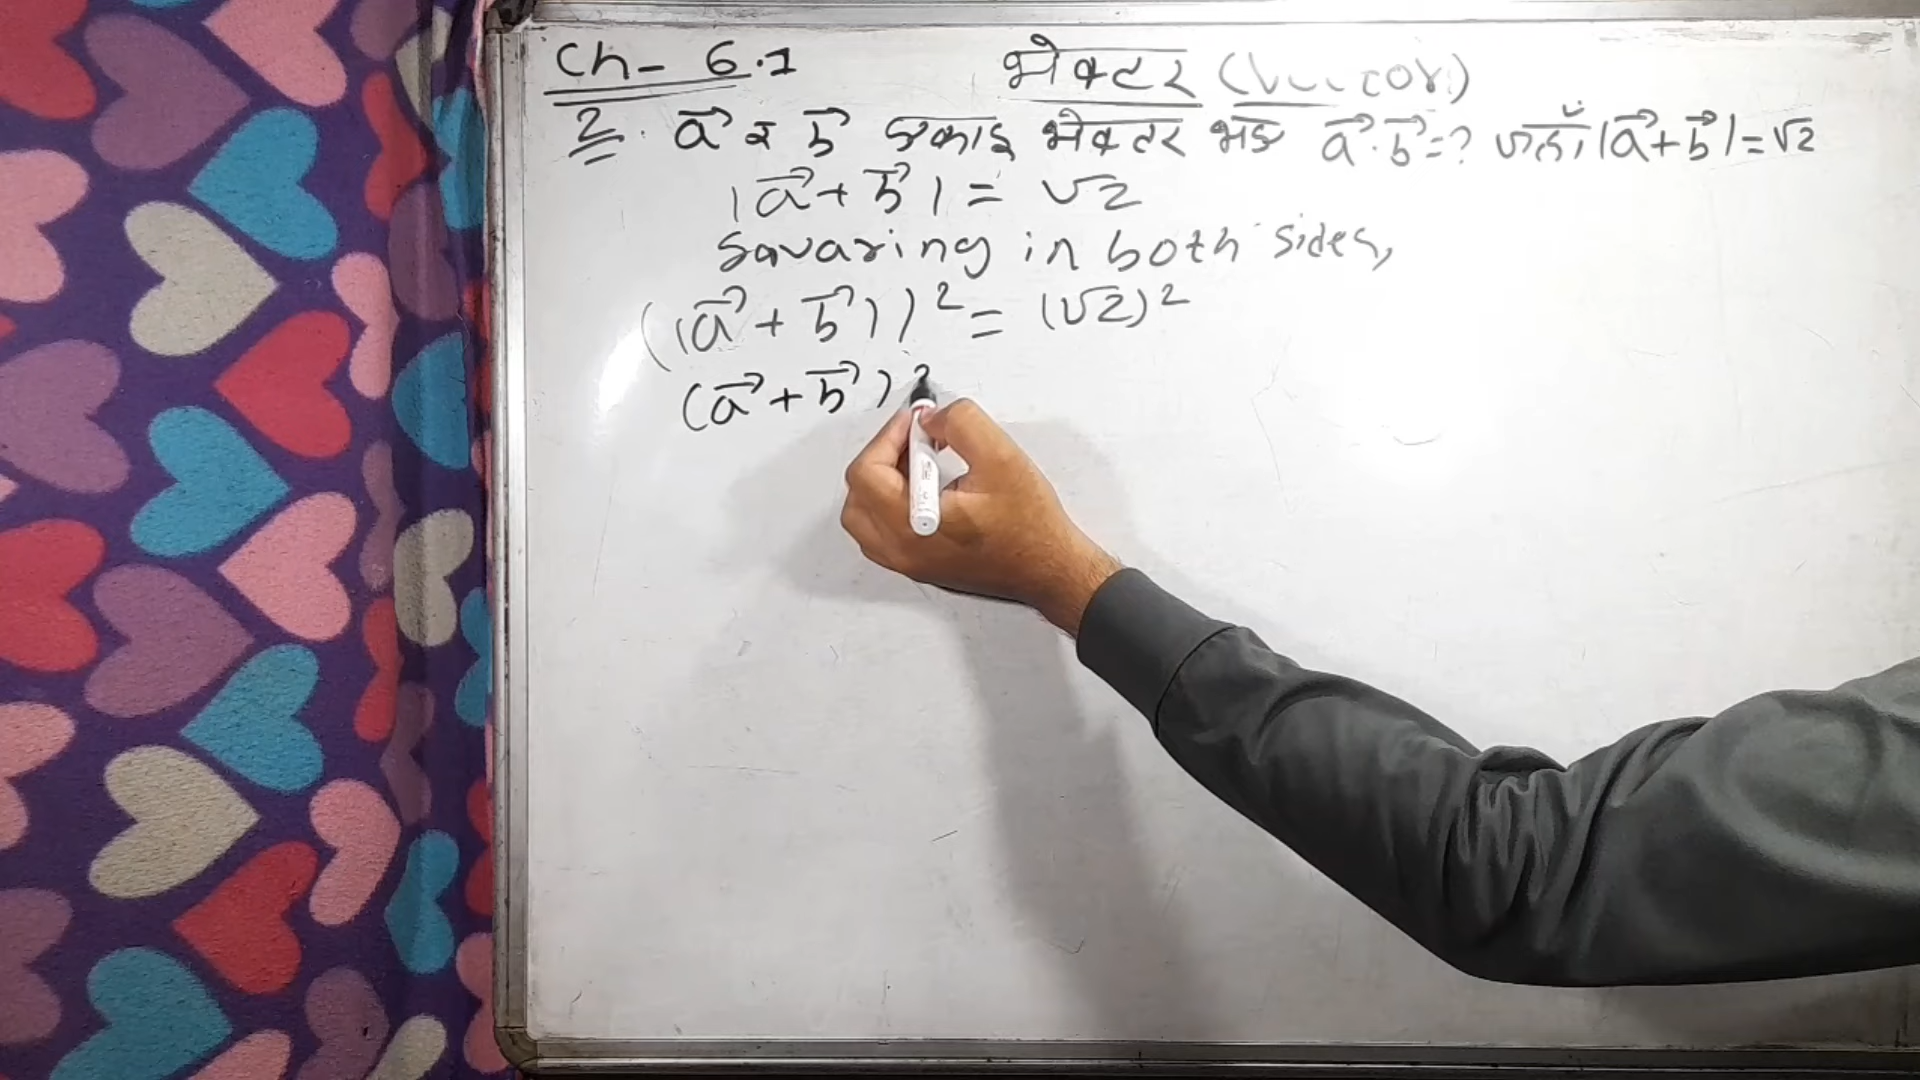 Ch- 6.1 भेक्टर (Vector)
2. a⃗ र b⃗ एकाइ भेक्टर भए a⃗·b⃗=? जहाँ |a⃗+b⃗|=√2
|a⃗+b⃗| = √2
Squaring in both sides,
(|a⃗+b⃗|)² = (√2)²
(a⃗+b⃗)²